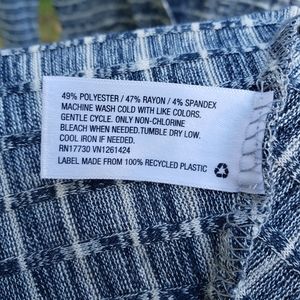 49% POLYESTER / 47% RAYON / 4% SPANDEX
MACHINE WASH COLD WITH LIKE COLORS.
GENTLE CYCLE. ONLY NON-CHLORINE
BLEACH WHEN NEEDED.TUMBLE DRY LOW.
COOL IRON IF NEEDED.
RN17730 VN1261424
LABEL MADE FROM 100% RECYCLED PLASTIC